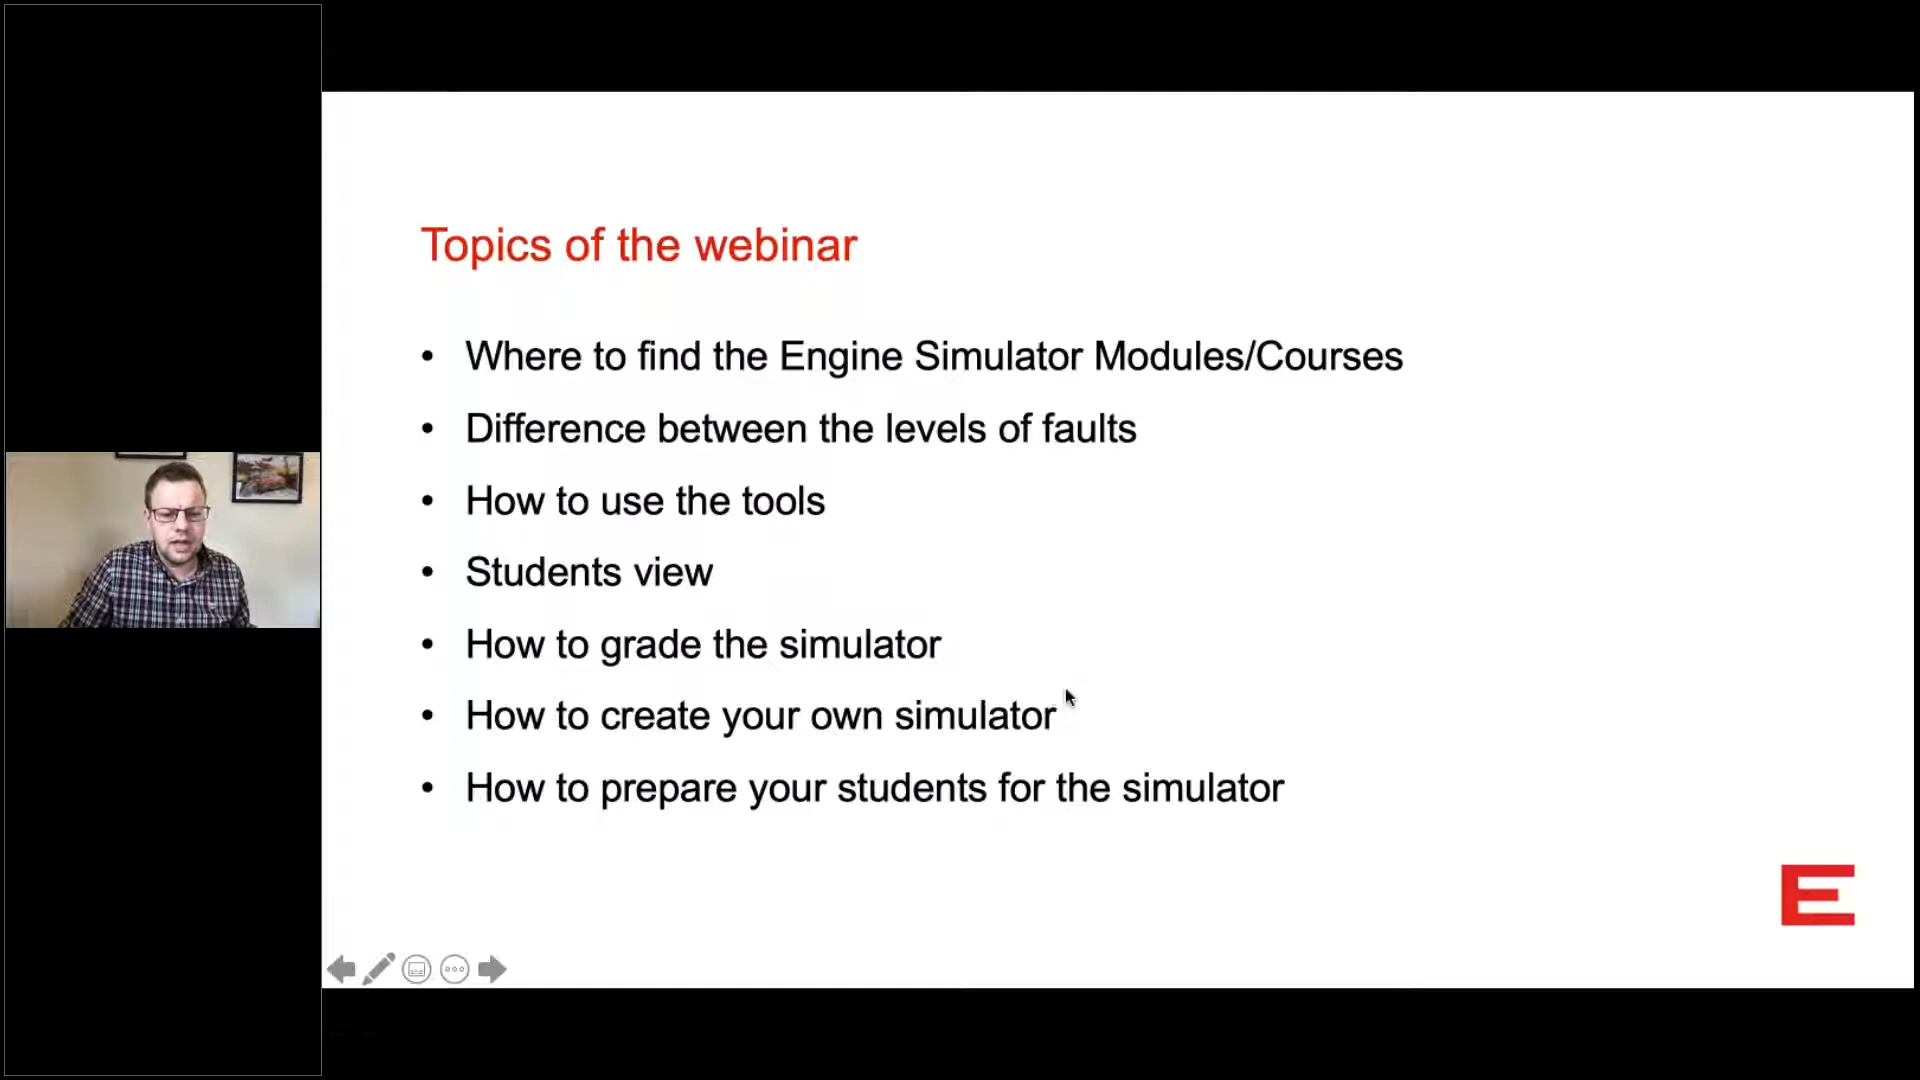 Topics of the webinar
• Where to find the Engine Simulator Modules/Courses
• Difference between the levels of faults
• How to use the tools
• Students view
• How to grade the simulator
• How to create your own simulator
• How to prepare your students for the simulator
E